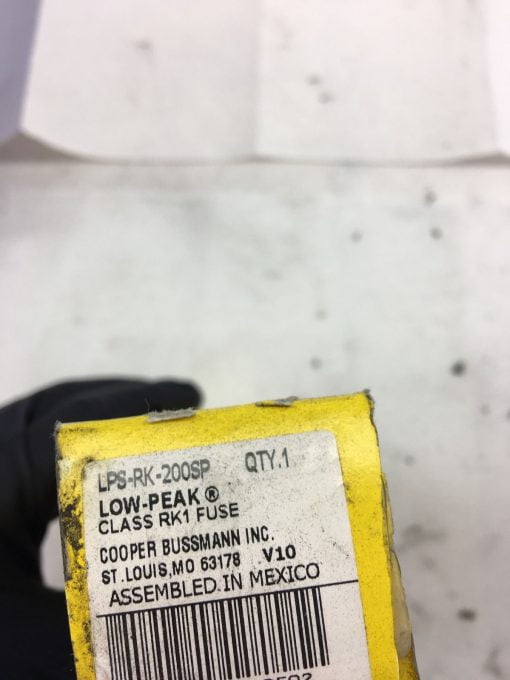 LPS-RK-200SP QTY.1
LOW-PEAK ®
CLASS RK1 FUSE
COOPER BUSSMANN INC.
ST.LOUIS,MO 63178 V10
ASSEMBLED.IN MEXICO